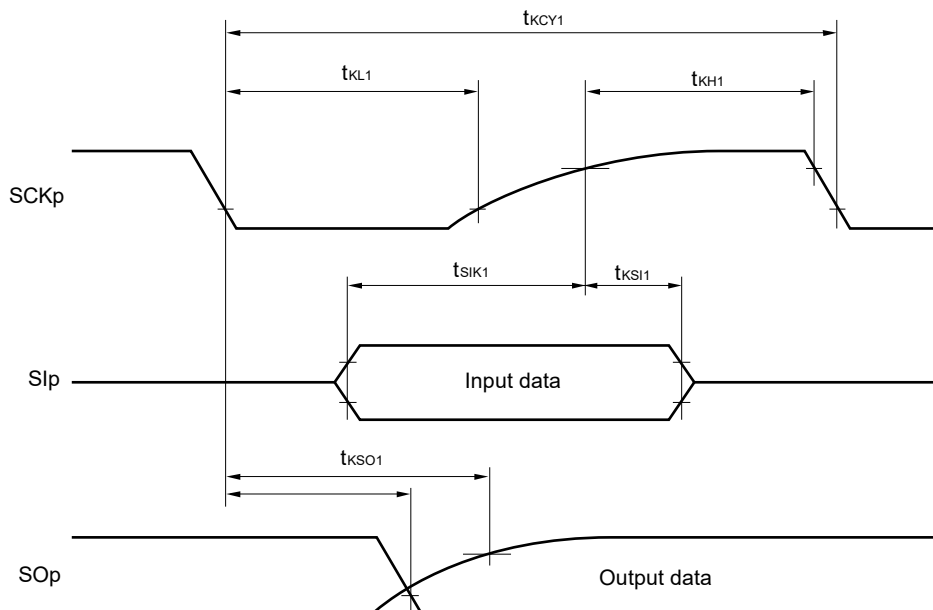 tKCY1
tKL1
tKH1
SCKp
tSIK1
tKSI1
SIp
Input data
tKSO1
SOp
Output data